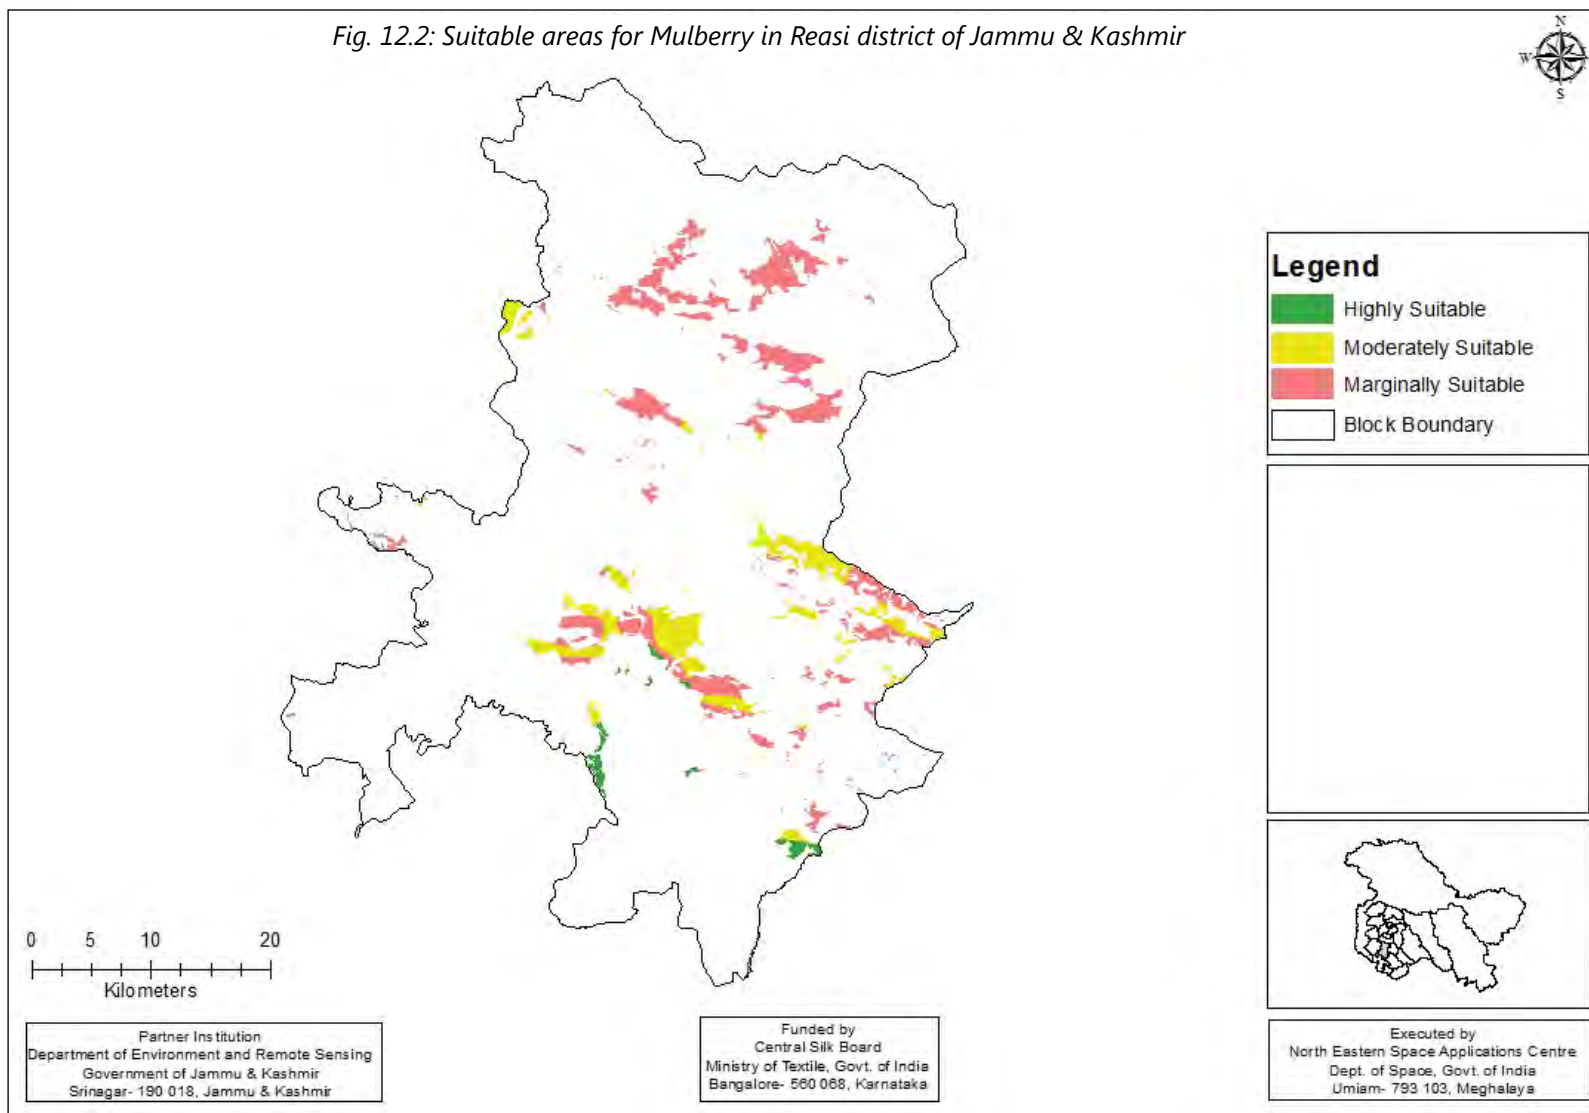 Fig. 12.2: Suitable areas for Mulberry in Reasi district of Jammu & Kashmir
N
W
S
Legend
Highly Suitable
Moderately Suitable
Marginally Suitable
Block Boundary
0 5 10 20
Kilometers
Partner Institution
Department of Environment and Remote Sensing
Government of Jammu & Kashmir
Srinagar- 190 018, Jammu & Kashmir
Funded by
Central Silk Board
Ministry of Textile, Govt. of India
Bangalore- 560 068, Karnataka
Executed by
North Eastern Space Applications Centre
Dept. of Space, Govt. of India
Umiam- 793 103, Meghalaya